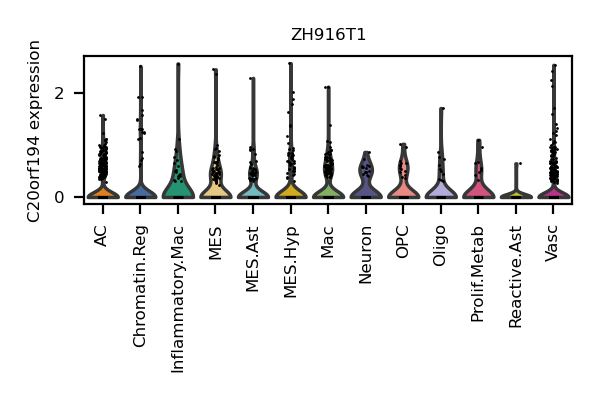 ZH916T1
C20orf194 expression
2
0
AC
Chromatin.Reg
Inflammatory.Mac
MES
MES.Ast
MES.Hyp
Mac
Neuron
OPC
Oligo
Prolif.Metab
Reactive.Ast
Vasc